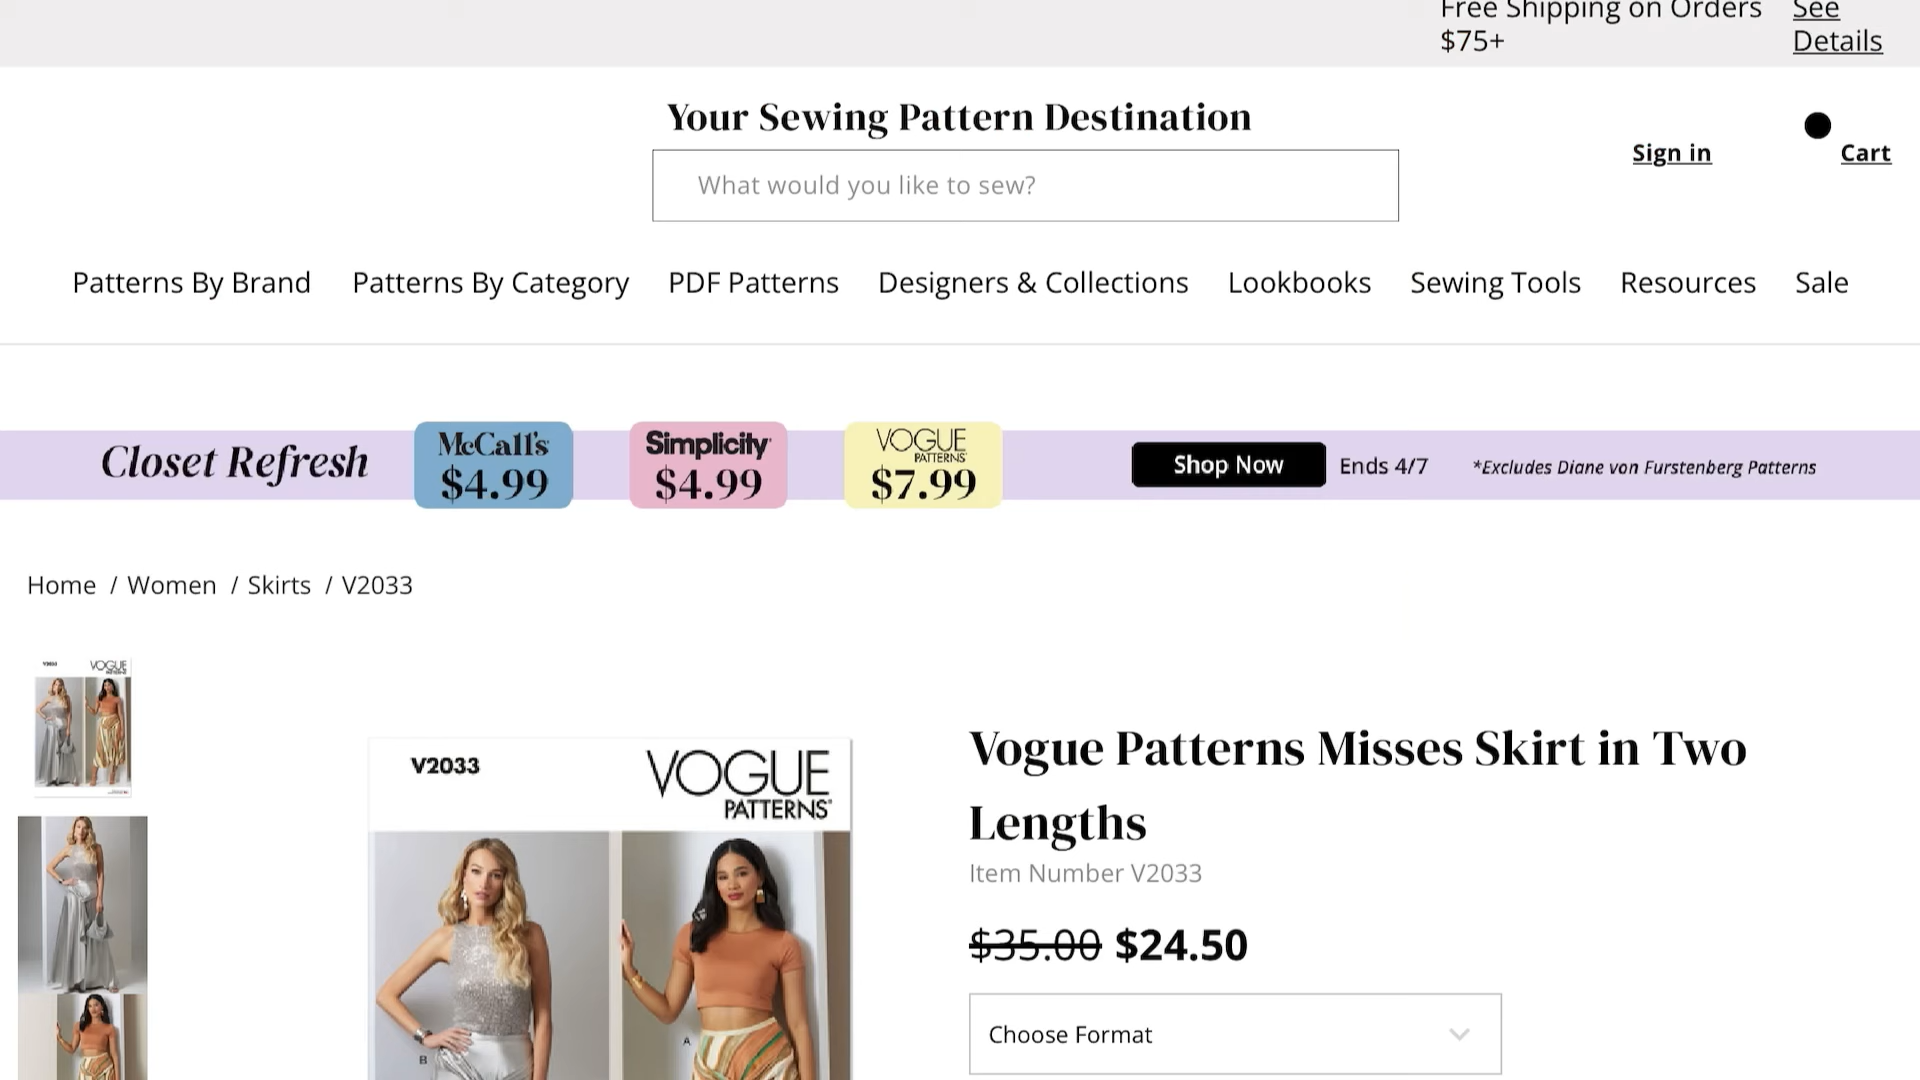 Free Shipping on Orders $75+
See Details
Your Sewing Pattern Destination
What would you like to sew?
Sign in
Cart
Patterns By Brand
Patterns By Category
PDF Patterns
Designers & Collections
Lookbooks
Sewing Tools
Resources
Sale
Closet Refresh
McCall's
$4.99
Simplicity
$4.99
VOGUE
PATTERNS
$7.99
Shop Now
Ends 4/7
*Excludes Diane von Furstenberg Patterns
Home / Women / Skirts / V2033
VOGUE
V2033
VOGUE
PATTERNS
B
A
Vogue Patterns Misses Skirt in Two
Lengths
Item Number V2033
$35.00 $24.50
Choose Format